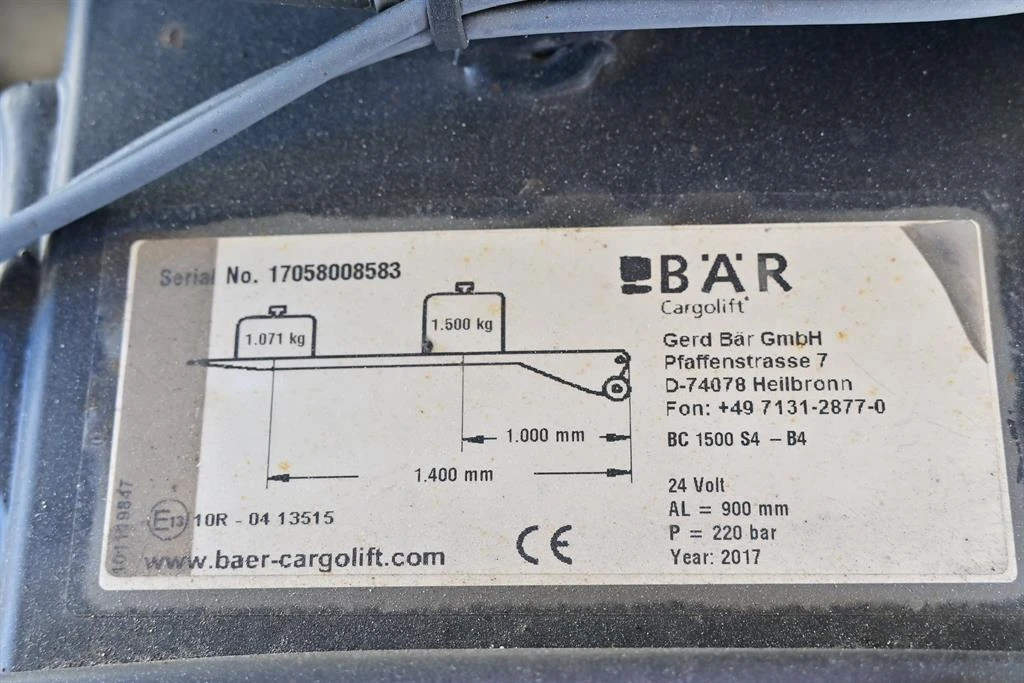 Serial No. 17058008583
1.071 kg
1.500 kg
1.000 mm
1.400 mm
BÄR
Cargolift
Gerd Bär GmbH
Pfaffenstrasse 7
D-74078 Heilbronn
Fon: +49 7131-2877-0
BC 1500 S4 – B4
24 Volt
AL = 900 mm
P = 220 bar
Year: 2017
101119847
E13 10R - 04 13515
CE
www.baer-cargolift.com